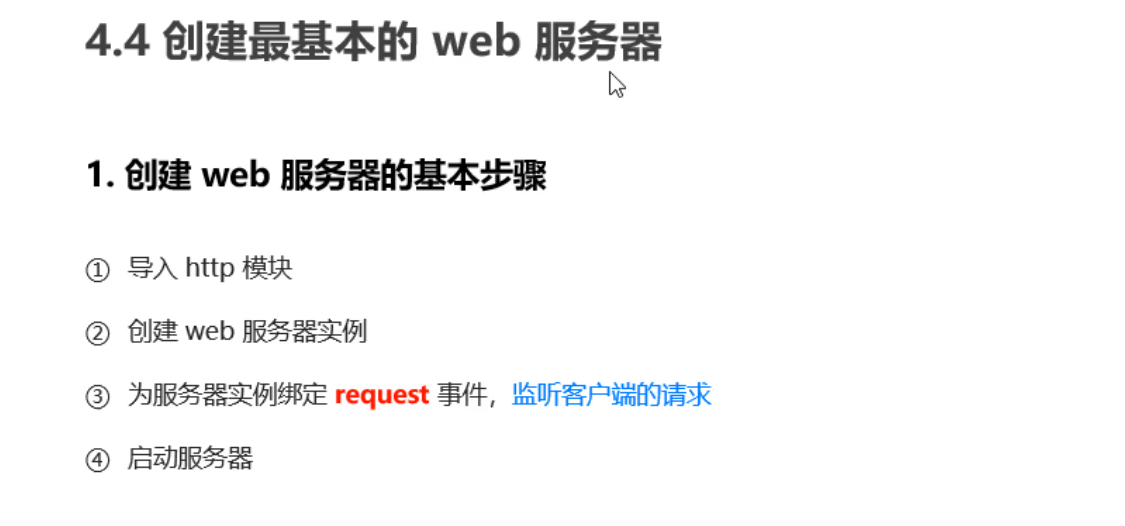 4.4 创建最基本的 web 服务器
1. 创建 web 服务器的基本步骤
① 导入 http 模块
② 创建 web 服务器实例
③ 为服务器实例绑定 request 事件，监听客户端的请求
④ 启动服务器